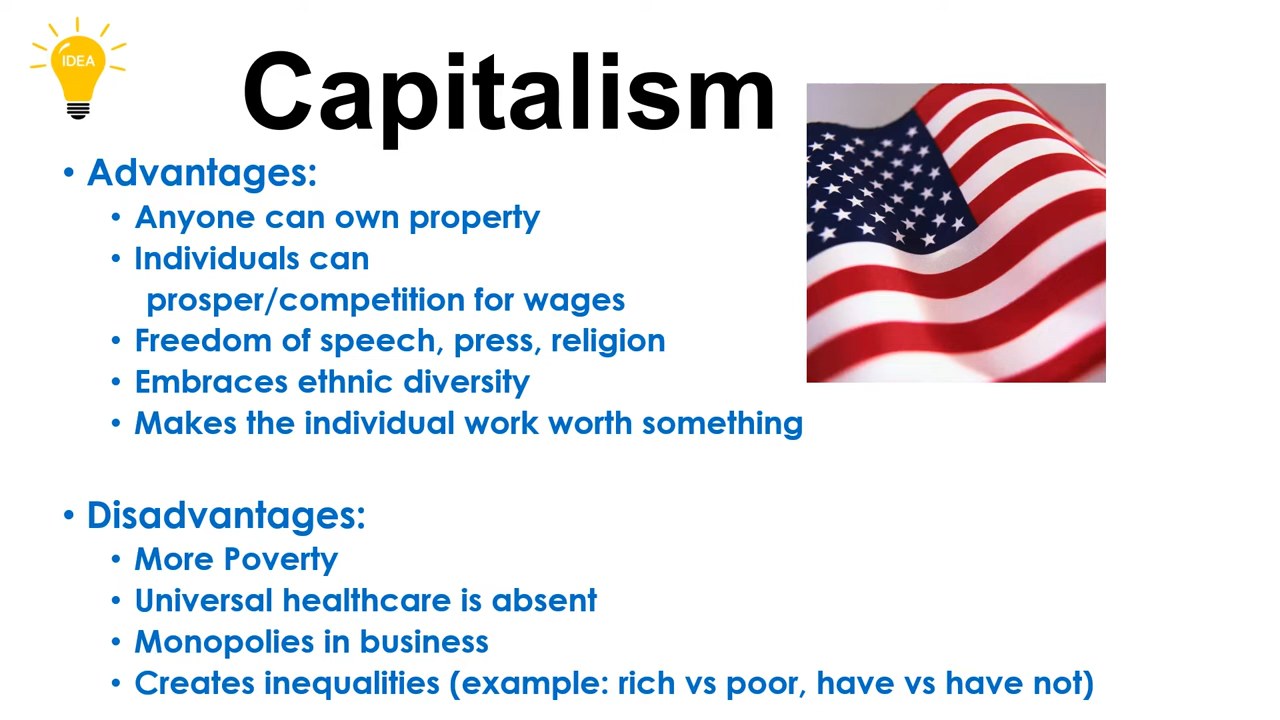 IDEA
Capitalism
• Advantages:
• Anyone can own property
• Individuals can
prosper/competition for wages
• Freedom of speech, press, religion
• Embraces ethnic diversity
• Makes the individual work worth something
• Disadvantages:
• More Poverty
• Universal healthcare is absent
• Monopolies in business
• Creates inequalities (example: rich vs poor, have vs have not)